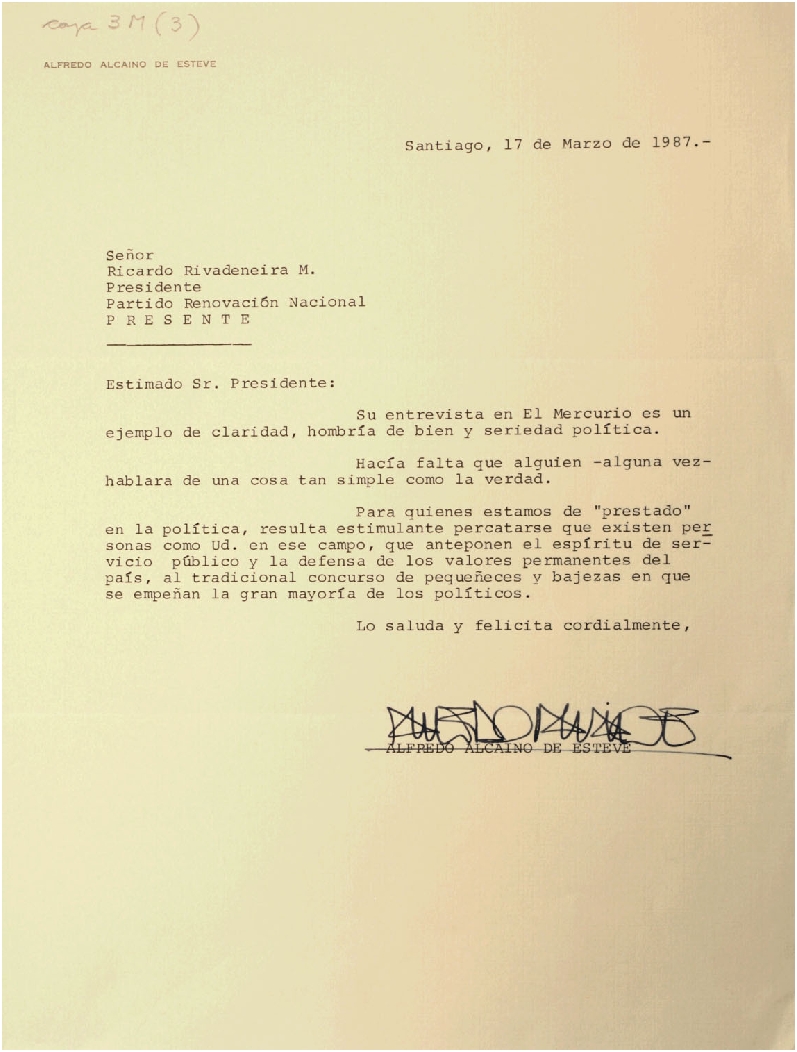 caja 3M (3)
ALFREDO ALCAINO DE ESTEVE
Santiago, 17 de Marzo de 1987.-
Señor
Ricardo Rivadeneira M.
Presidente
Partido Renovación Nacional
P R E S E N T E
Estimado Sr. Presidente:
Su entrevista en El Mercurio es un
ejemplo de claridad, hombría de bien y seriedad política.
Hacía falta que alguien -alguna vez-
hablara de una cosa tan simple como la verdad.
Para quienes estamos de "prestado"
en la política, resulta estimulante percatarse que existen per
sonas como Ud. en ese campo, que anteponen el espíritu de ser-
vicio público y la defensa de los valores permanentes del
país, al tradicional concurso de pequeñeces y bajezas en que
se empeñan la gran mayoría de los políticos.
Lo saluda y felicita cordialmente,
ALFREDO ALCAINO DE ESTEVE